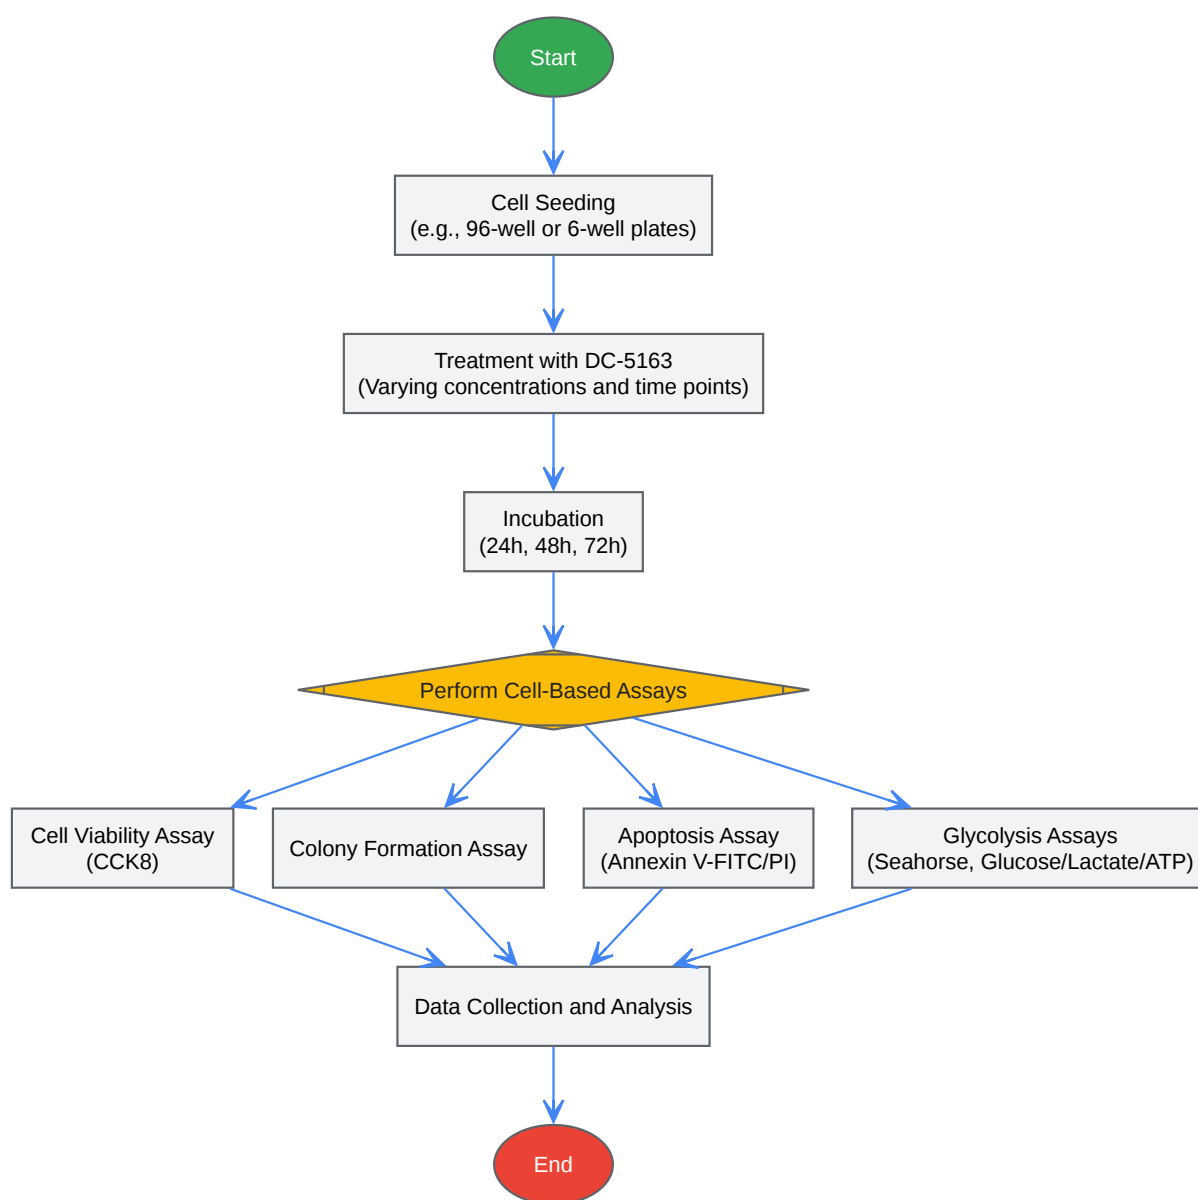 Start
Cell Seeding
(e.g., 96-well or 6-well plates)
Treatment with DC-5163
(Varying concentrations and time points)
Incubation
(24h, 48h, 72h)
Perform Cell-Based Assays
Cell Viability Assay
(CCK8)
Colony Formation Assay
Apoptosis Assay
(Annexin V-FITC/PI)
Glycolysis Assays
(Seahorse, Glucose/Lactate/ATP)
Data Collection and Analysis
End